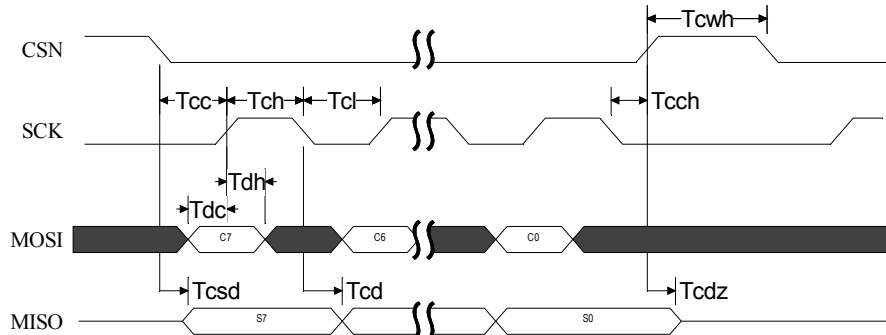 Tcwh
CSN
Tcc Tch Tcl Tcch
SCK
Tdh
Tdc
MOSI C7 C6 C0
Tcsd Tcd Tcdz
MISO S7 S0